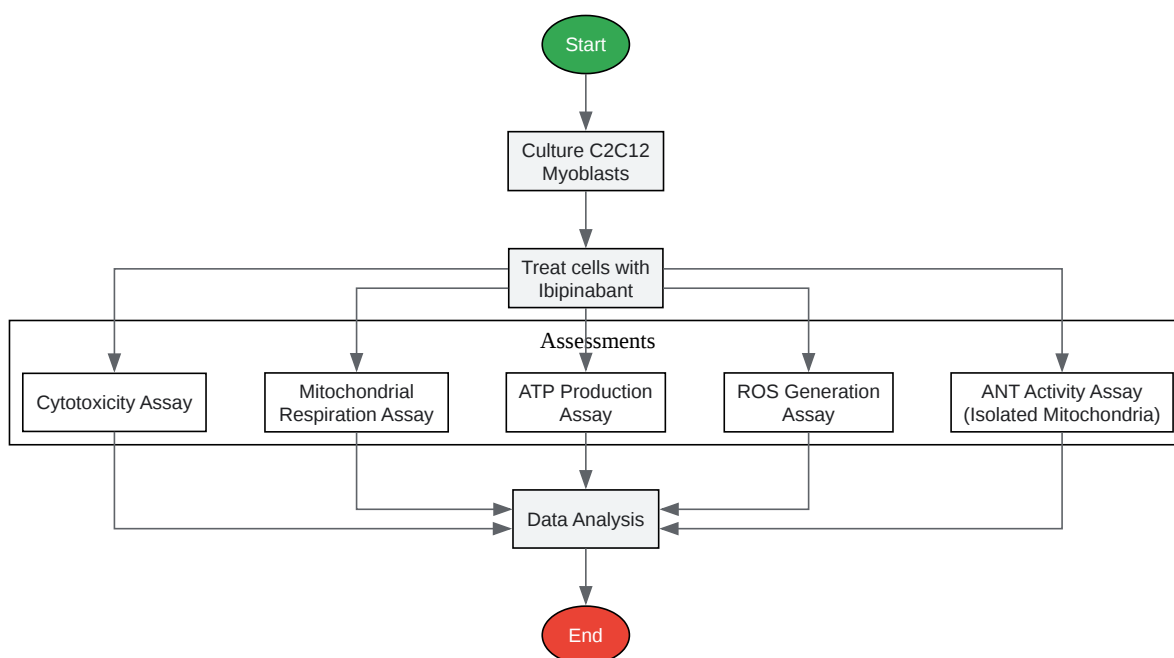 Start
Culture C2C12
Myoblasts
Treat cells with
Ibipinabant
Assessments
Cytotoxicity Assay
Mitochondrial
Respiration Assay
ATP Production
Assay
ROS Generation
Assay
ANT Activity Assay
(Isolated Mitochondria)
Data Analysis
End